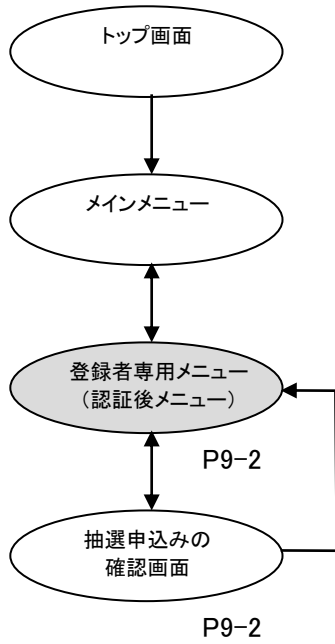 トップ画面
メインメニュー
登録者専用メニュー
（認証後メニュー）
P9-2
抽選申込みの
確認画面
P9-2